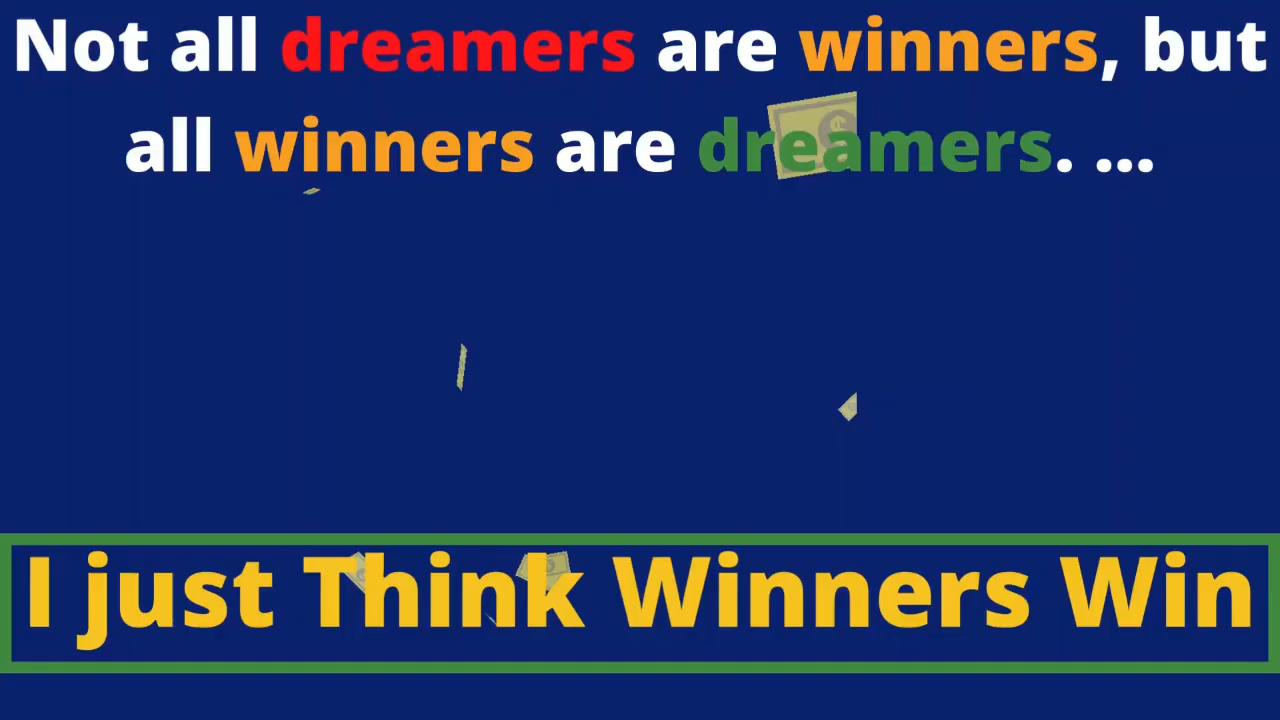 Not all dreamers are winners, but
all winners are dreamers. ...
I just Think Winners Win